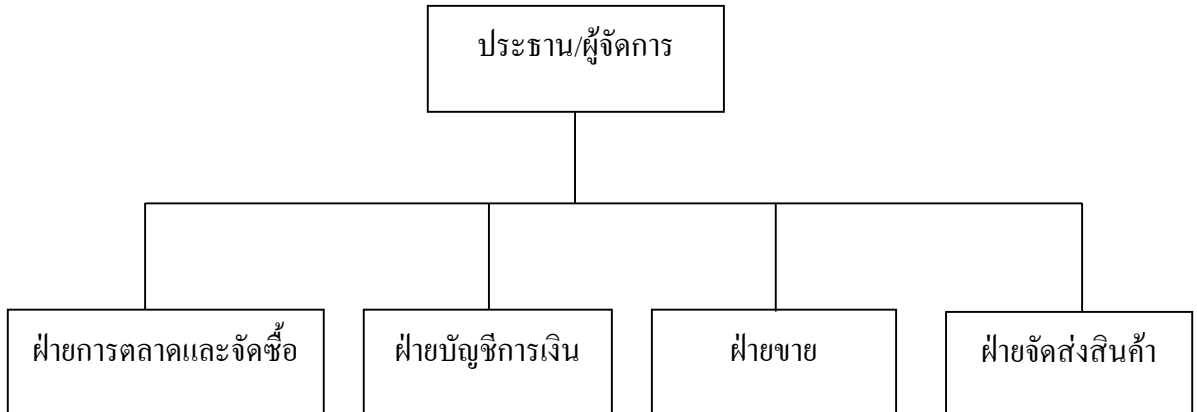 ประธาน/ผู้จัดการ
ฝ่ายการตลาดและจัดซื้อ
ฝ่ายบัญชีการเงิน
ฝ่ายขาย
ฝ่ายจัดส่งสินค้า